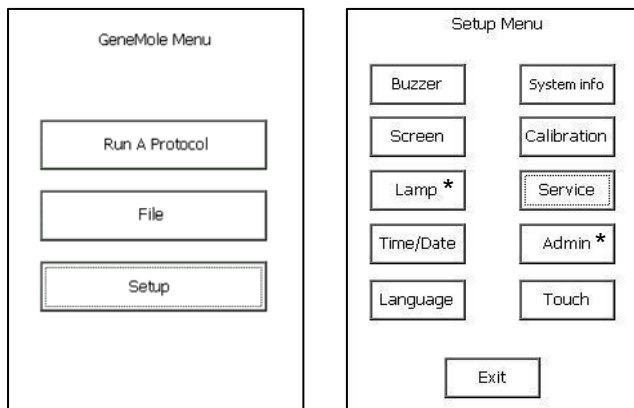 GeneMole Menu
Run A Protocol
File
Setup
Setup Menu
Buzzer
System info
Screen
Calibration
Lamp *
Service
Time/Date
Admin *
Language
Touch
Exit